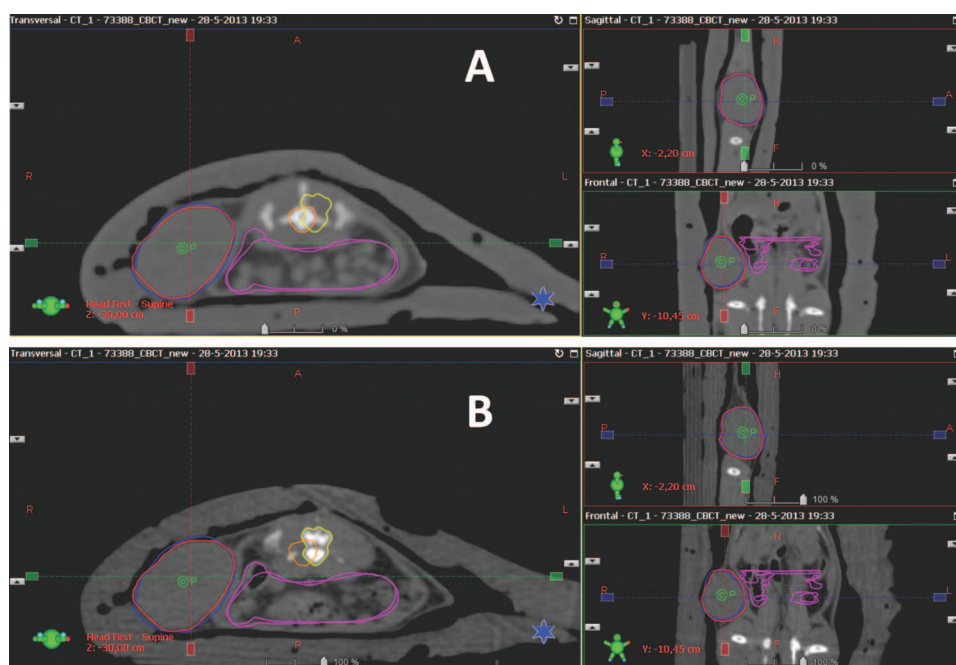 Transversal - CT_1 - 73388_CBCT_new - 28-5-2013 19:33
A
A
R
L
P
Head First - Supine
Z: -30,00 cm
P
0 %
Sagittal - CT_1 - 73388_CBCT_new - 28-5-2013 19:33
H
P
A
P
X: -2,20 cm
F
0 %
Frontal - CT_1 - 73388_CBCT_new - 28-5-2013 19:33
H
R
L
P
Y: -10,45 cm
F
0 %
Transversal - CT_1 - 73388_CBCT_new - 28-5-2013 19:33
A
B
R
L
P
Head First - Supine
Z: -30,00 cm
P
100 %
Sagittal - CT_1 - 73388_CBCT_new - 28-5-2013 19:33
H
P
A
P
X: -2,20 cm
F
100 %
Frontal - CT_1 - 73388_CBCT_new - 28-5-2013 19:33
H
R
L
P
Y: -10,45 cm
F
100 %